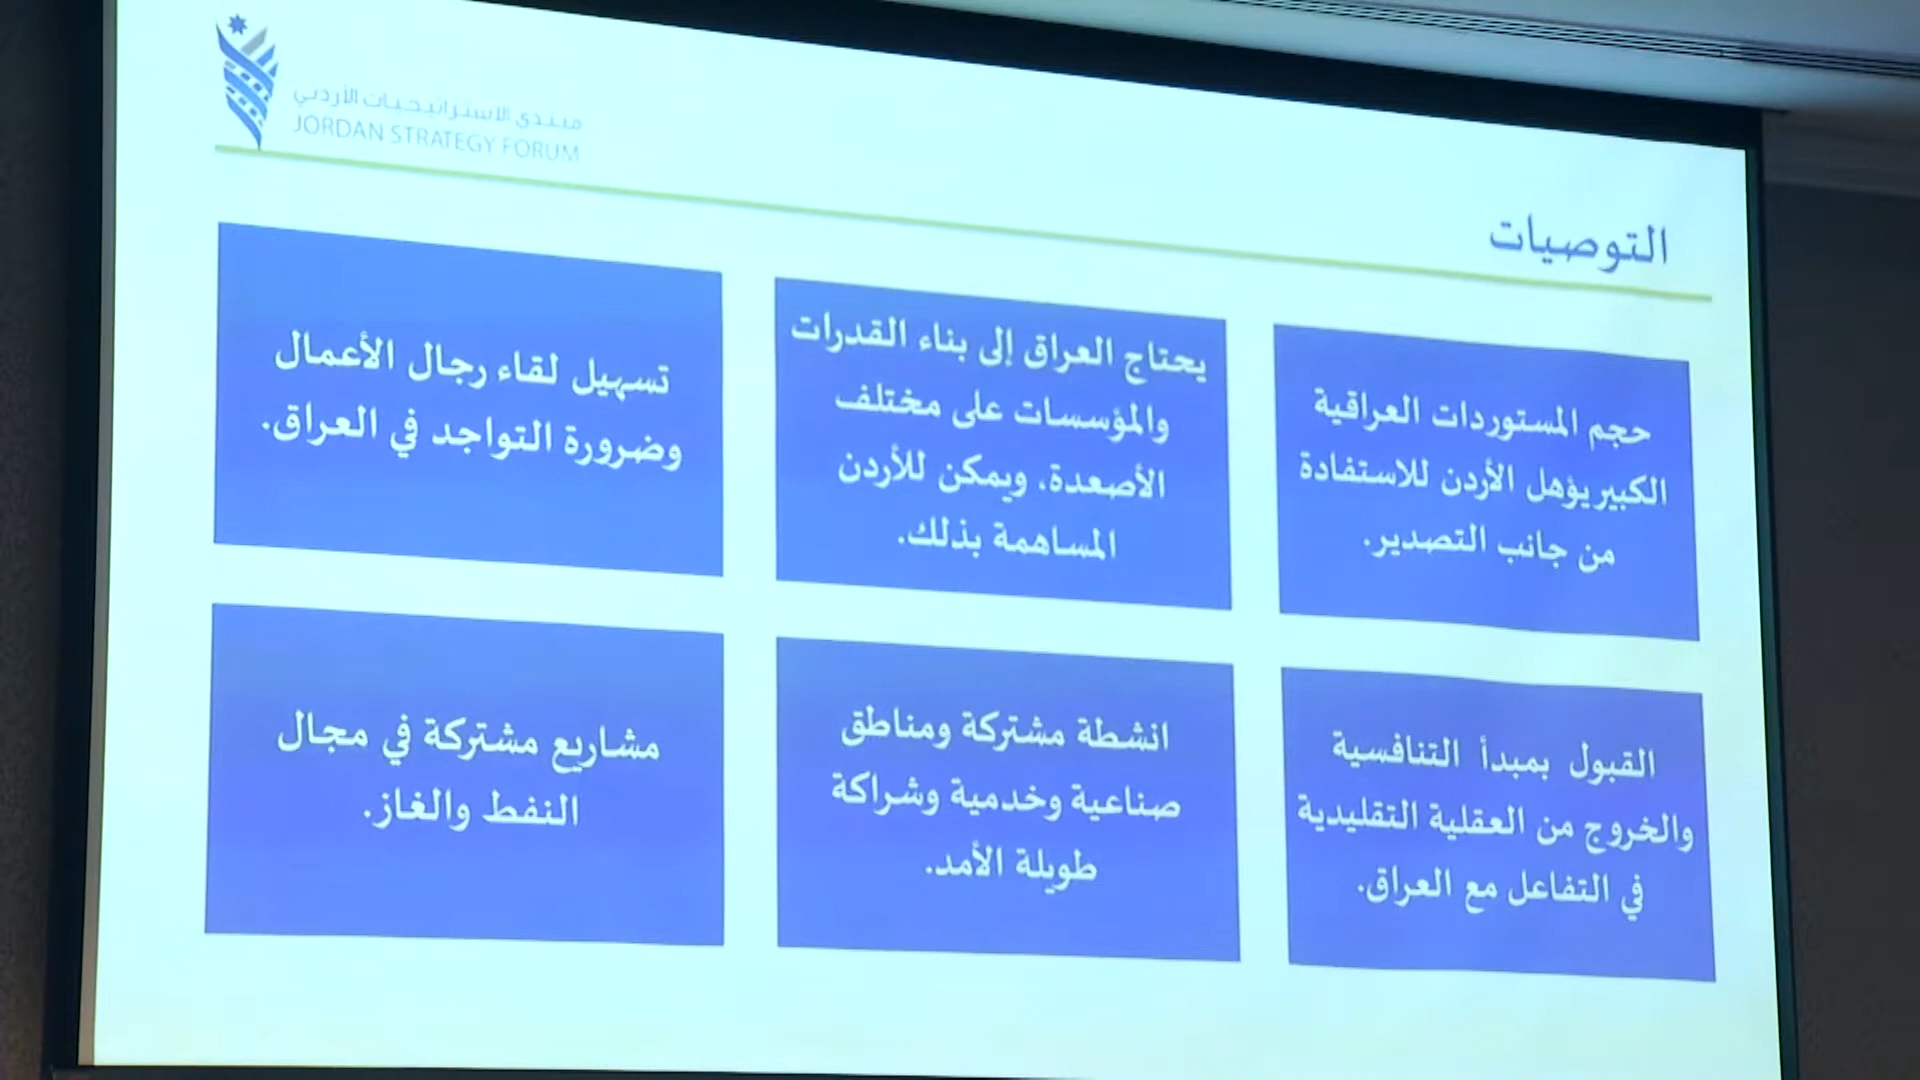 منتدى الاستراتيجيات الأردني
JORDAN STRATEGY FORUM
التوصيات
حجم المستوردات العراقية
الكبير يؤهل الأردن للاستفادة
من جانب التصدير.
يحتاج العراق إلى بناء القدرات
والمؤسسات على مختلف
الأصعدة، ويمكن للأردن
المساهمة بذلك.
تسهيل لقاء رجال الأعمال
وضرورة التواجد في العراق.
القبول بمبدأ التنافسية
والخروج من العقلية التقليدية
في التفاعل مع العراق.
انشطة مشتركة ومناطق
صناعية وخدمية وشراكة
طويلة الأمد.
مشاريع مشتركة في مجال
النفط والغاز.